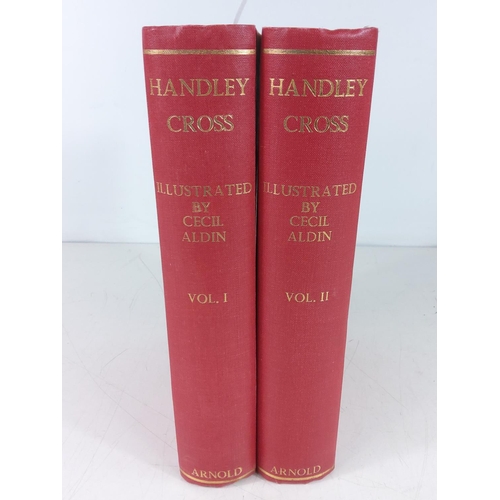 HANDLEY
CROSS
ILLUSTRATED
BY
CECIL
ALDIN
VOL. I
ARNOLD
HANDLEY
CROSS
ILLUSTRATED
BY
CECIL
ALDIN
VOL. II
ARNOLD